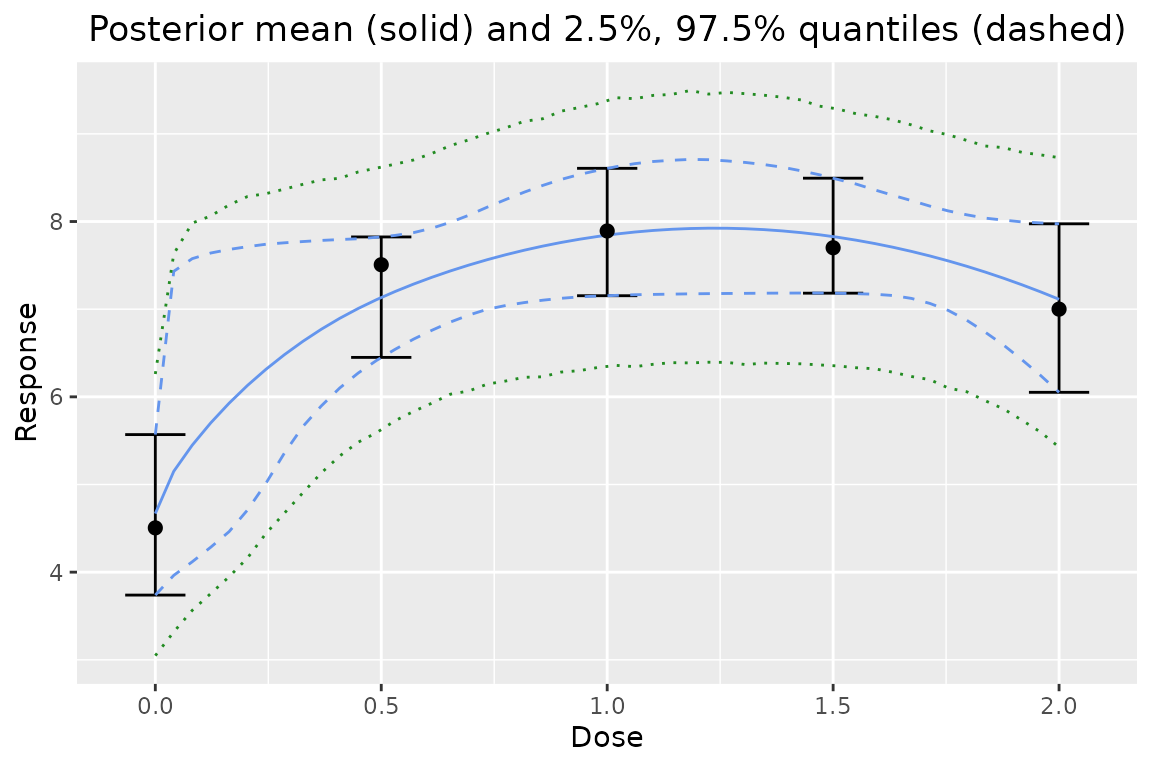 Posterior mean (solid) and 2.5%, 97.5% quantiles (dashed)
Response
8
6
4
0.0 0.5 1.0 1.5 2.0
Dose